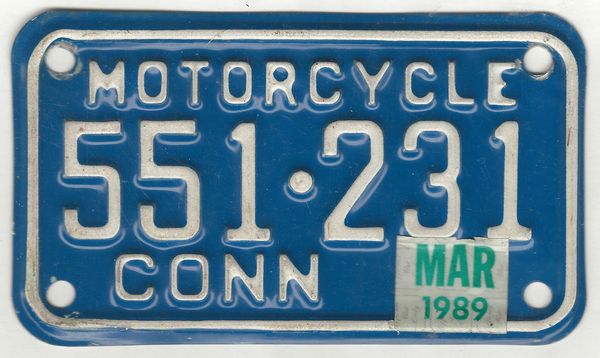 MOTORCYCLE
551·231
CONN
MAR
1989